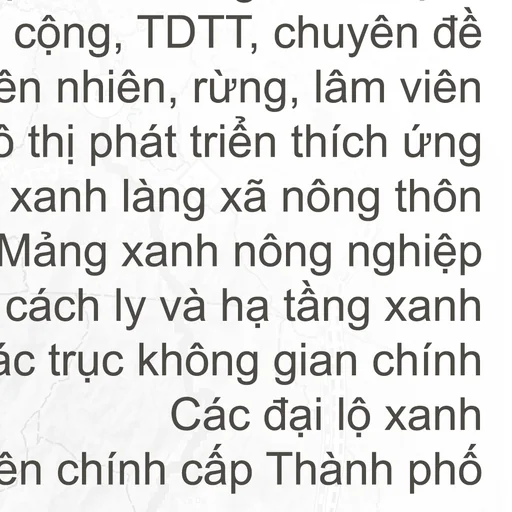 cộng, TDTT, chuyên đề
ên nhiên, rừng, lâm viên
ô thị phát triển thích ứng
xanh làng xã nông thôn
Mảng xanh nông nghiệp
cách ly và hạ tầng xanh
ác trục không gian chính
Các đại lộ xanh
ên chính cấp Thành phố